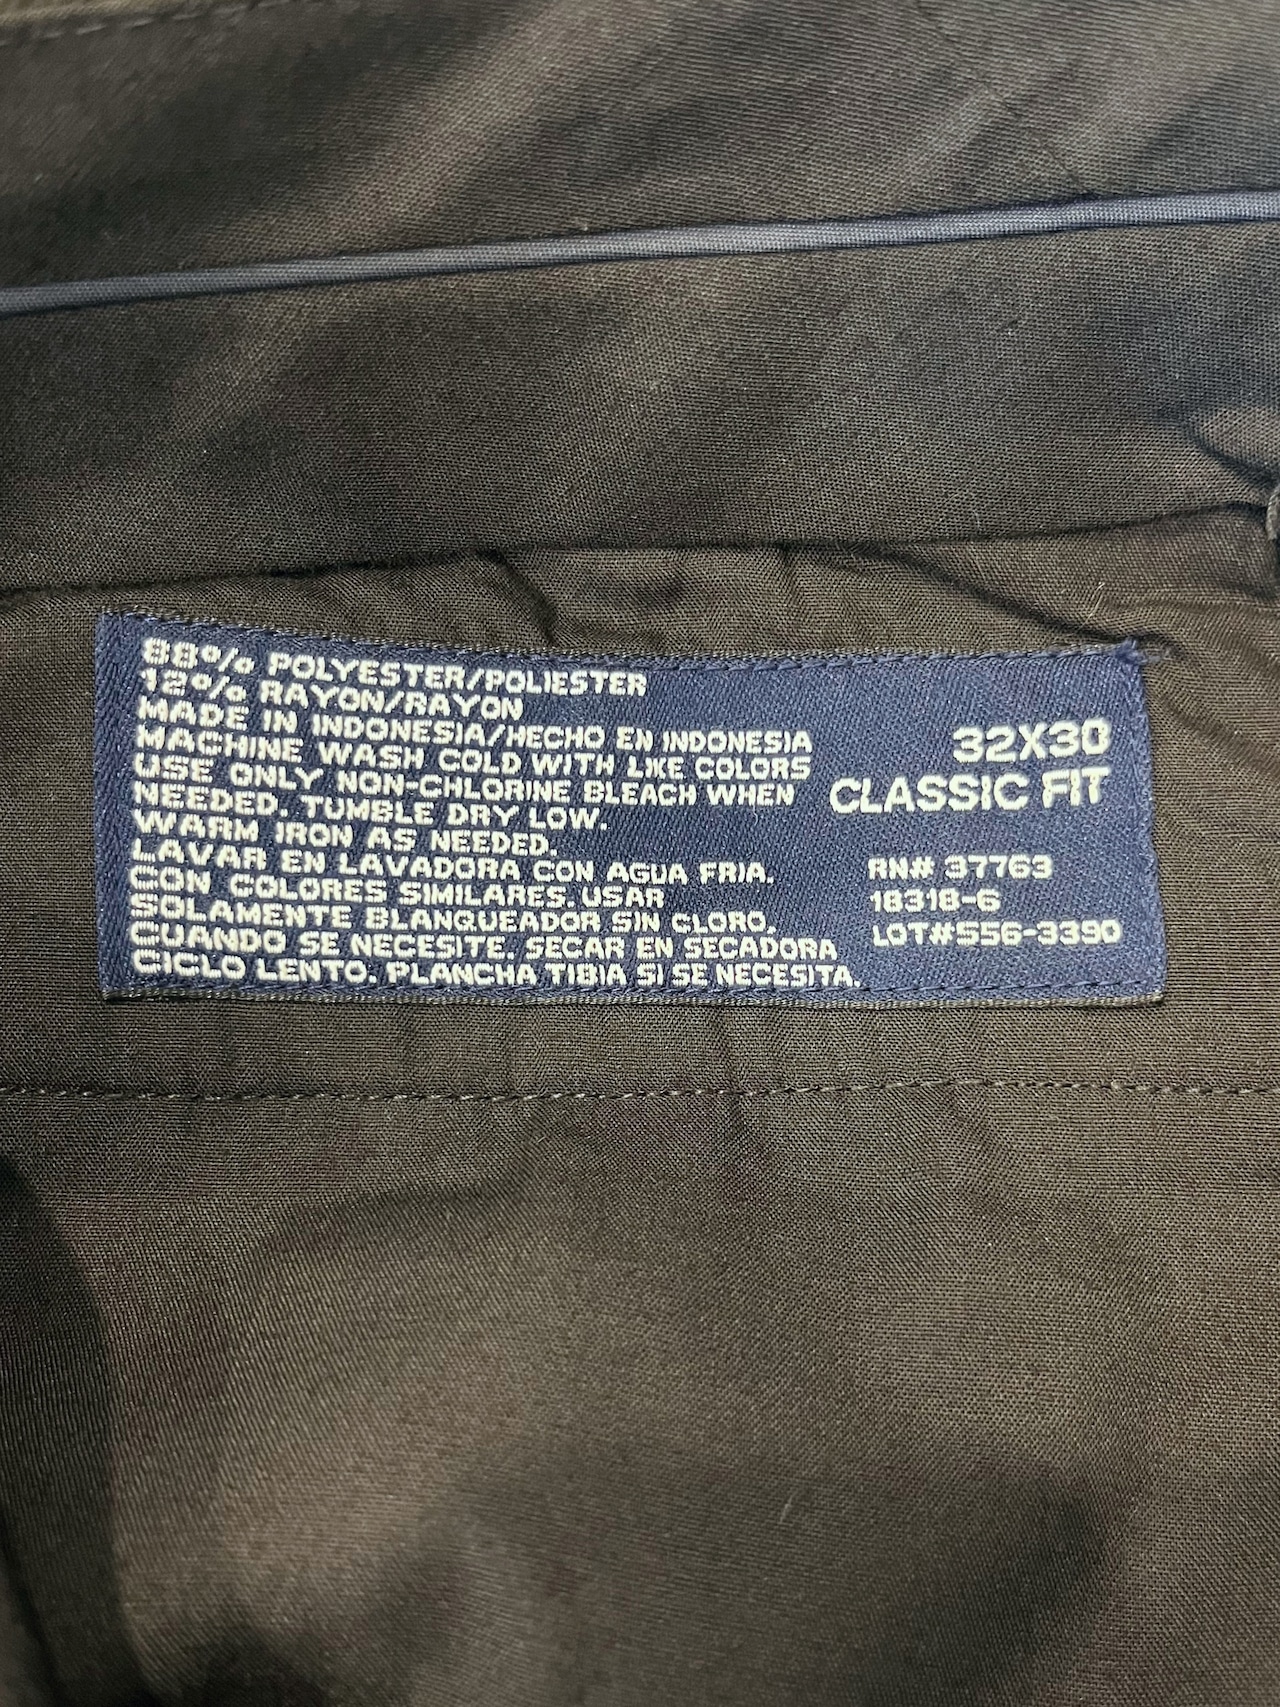 88% POLYESTER/POLIESTER
12% RAYON/RAYON
MADE IN INDONESIA/HECHO EN INDONESIA
MACHINE WASH COLD WITH LIKE COLORS
USE ONLY NON-CHLORINE BLEACH WHEN
NEEDED. TUMBLE DRY LOW.
WARM IRON AS NEEDED.
LAVAR EN LAVADORA CON AGUA FRIA.
CON COLORES SIMILARES. USAR
SOLAMENTE BLANQUEADOR SIN CLORO.
CUANDO SE NECESITE. SECAR EN SECADORA
CICLO LENTO. PLANCHA TIBIA SI SE NECESITA.
32X30
CLASSIC FIT
RN# 37763
18318-6
LOT#556-3390